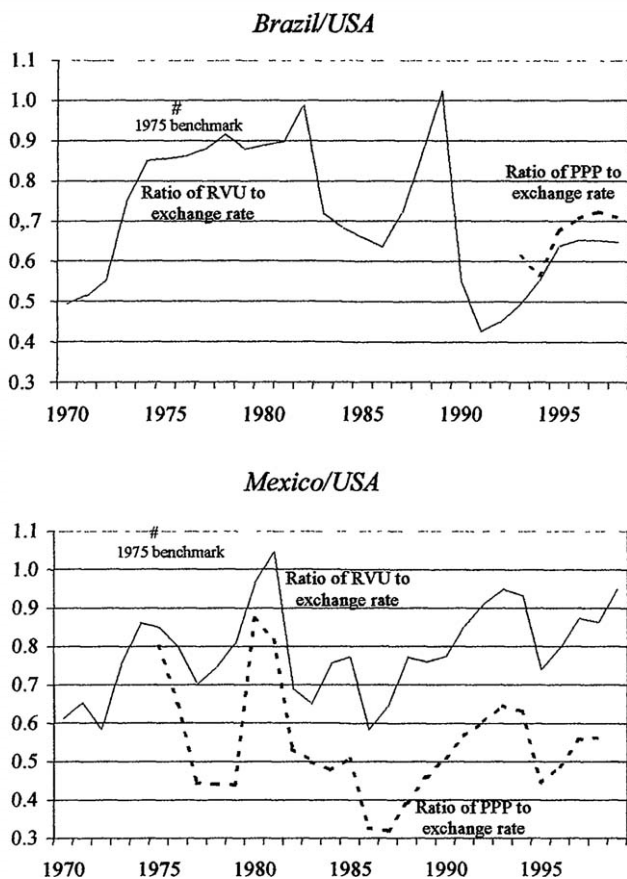 Brazil/USA
1.1
1.0
#
1975 benchmark
0.9
0.8
Ratio of PPP to
exchange rate
Ratio of RVU to
exchange rate
0,7
0.6
0.5
0.4
0.3
1970 1975 1980 1985 1990 1995
Mexico/USA
1.1
#
1975 benchmark
1.0
Ratio of RVU to
exchange rate
0.9
0.8
0.7
0.6
0.5
0.4
Ratio of PPP to
exchange rate
0.3
1970 1975 1980 1985 1990 1995